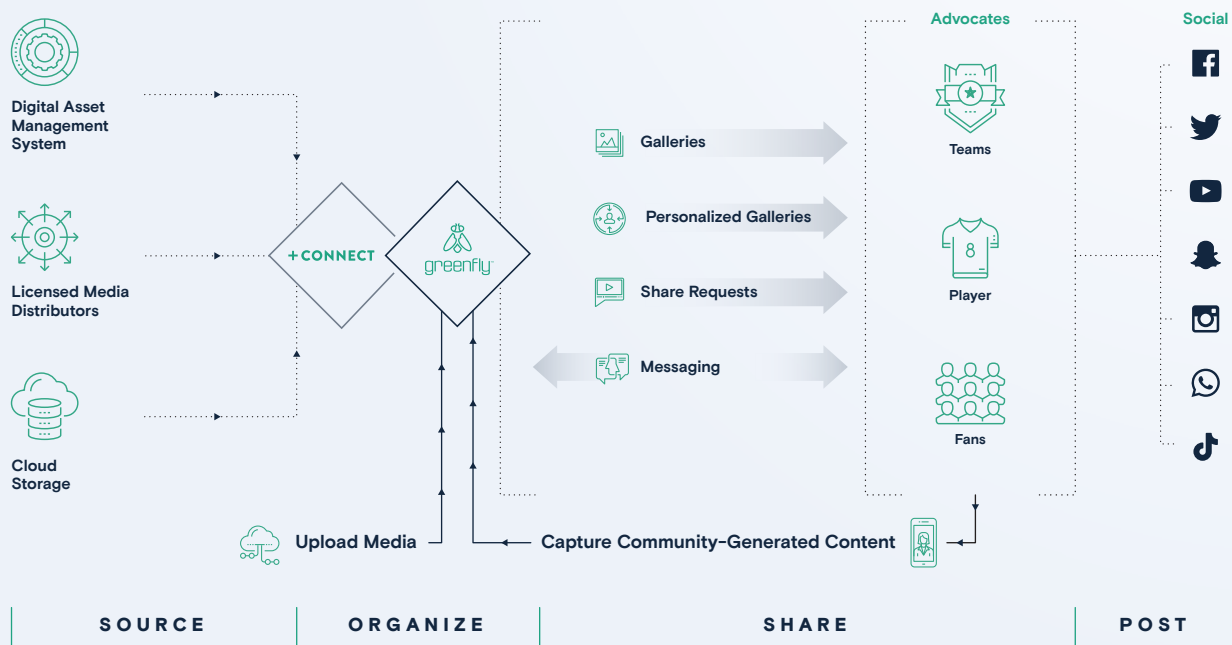 Digital Asset
Management
System
Licensed Media
Distributors
Cloud
Storage
+CONNECT
greenfly™
Galleries
Personalized Galleries
Share Requests
Messaging
Advocates
Teams
8
Player
Fans
Social
Upload Media
Capture Community-Generated Content
SOURCE
ORGANIZE
SHARE
POST